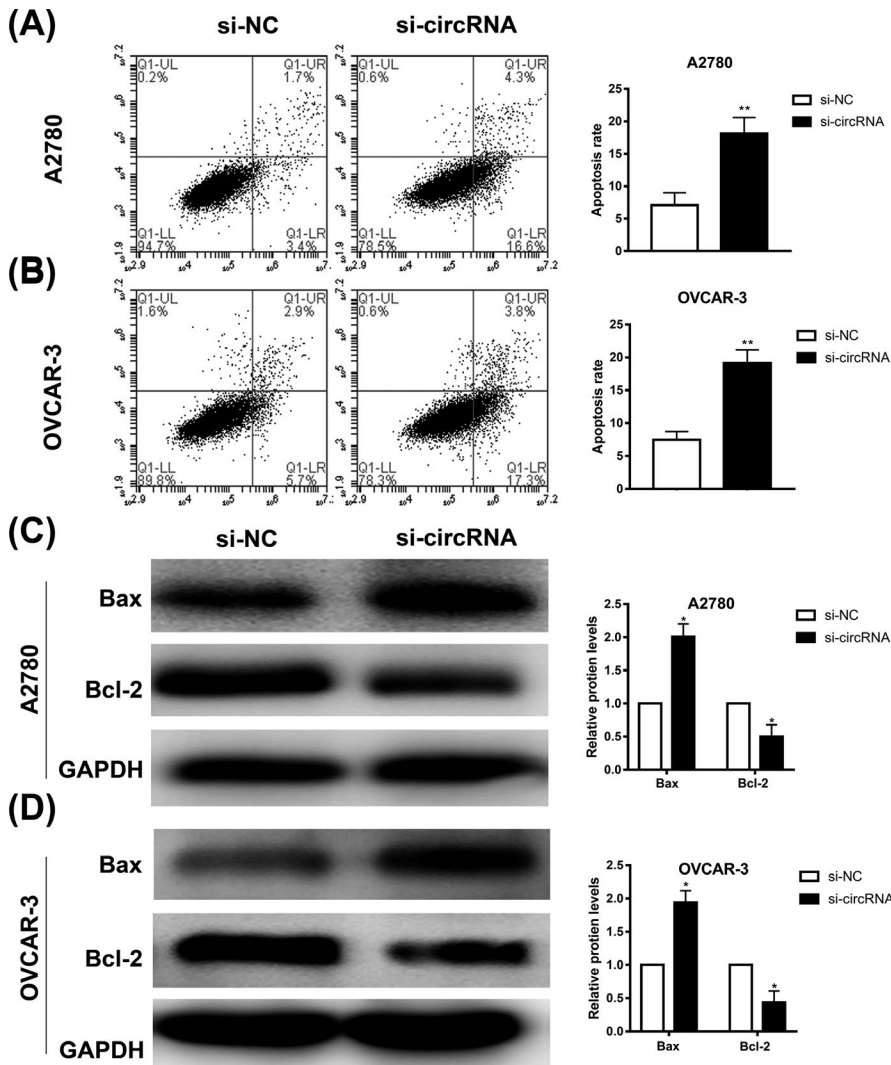 (A)
si-NC
si-circRNA
A2780
Q1-UL
0.2%
Q1-UR
1.7%
Q1-LL
94.7%
Q1-LR
3.4%
Q1-UL
0.6%
Q1-UR
4.3%
Q1-LL
78.5%
Q1-LR
16.6%
A2780
si-NC
si-circRNA
Apoptosis rate
25
20
15
10
5
0
**
(B)
OVCAR-3
Q1-UL
1.6%
Q1-UR
2.9%
Q1-LL
89.8%
Q1-LR
5.7%
Q1-UL
0.6%
Q1-UR
3.8%
Q1-LL
78.3%
Q1-LR
17.3%
OVCAR-3
si-NC
si-circRNA
Apoptosis rate
25
20
15
10
5
0
**
(C)
si-NC
si-circRNA
A2780
Bax
Bcl-2
GAPDH
A2780
si-NC
si-circRNA
Relative protien levels
2.5
2.0
1.5
1.0
0.5
0.0
*
*
Bax
Bcl-2
(D)
OVCAR-3
Bax
Bcl-2
GAPDH
OVCAR-3
si-NC
si-circRNA
Relative protien levels
2.5
2.0
1.5
1.0
0.5
0.0
*
*
Bax
Bcl-2